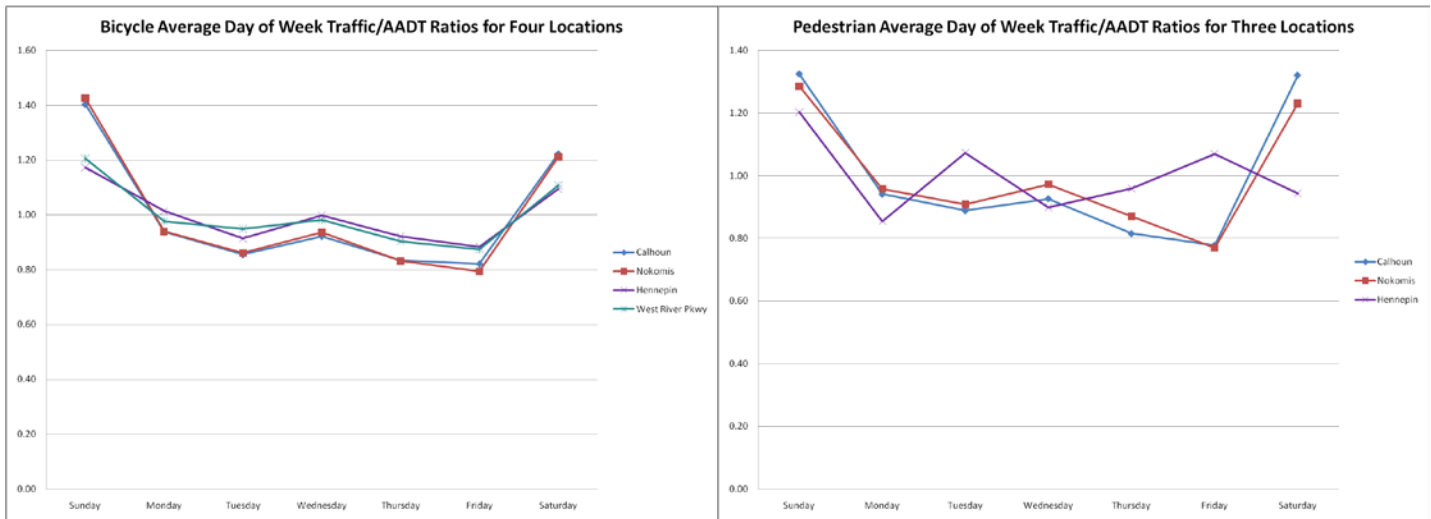 Bicycle Average Day of Week Traffic/AADT Ratios for Four Locations
1.60
1.40
1.20
1.00
0.80
0.60
0.40
0.20
0.00
Sunday Monday Tuesday Wednesday Thursday Friday Saturday
Calhoun
Nokomis
Hennepin
West River Pkwy
Pedestrian Average Day of Week Traffic/AADT Ratios for Three Locations
1.40
1.20
1.00
0.80
0.60
0.40
0.20
0.00
Sunday Monday Tuesday Wednesday Thursday Friday Saturday
Calhoun
Nokomis
Hennepin